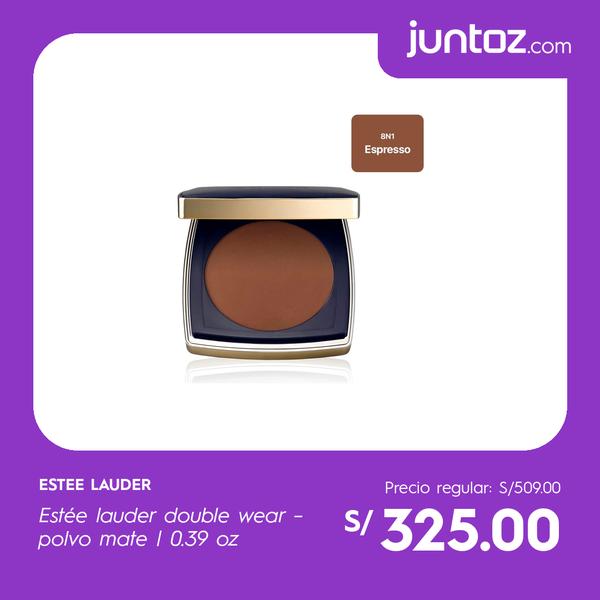 juntoz.com
8N1
Espresso
ESTEE LAUDER
Estée lauder double wear –
polvo mate | 0.39 oz
Precio regular: S/509.00
S/ 325.00